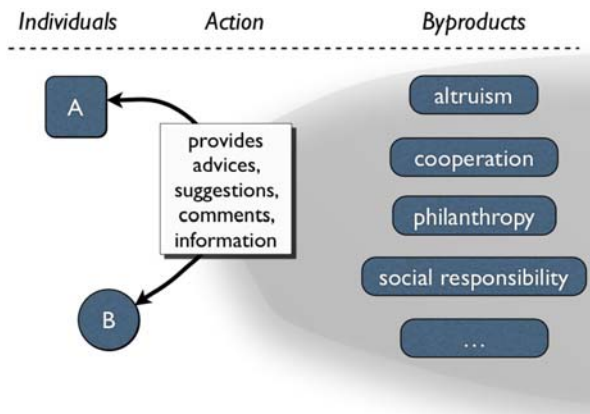 Individuals Action Byproducts
A
provides
advices,
suggestions,
comments,
information
B
altruism
cooperation
philanthropy
social responsibility
...